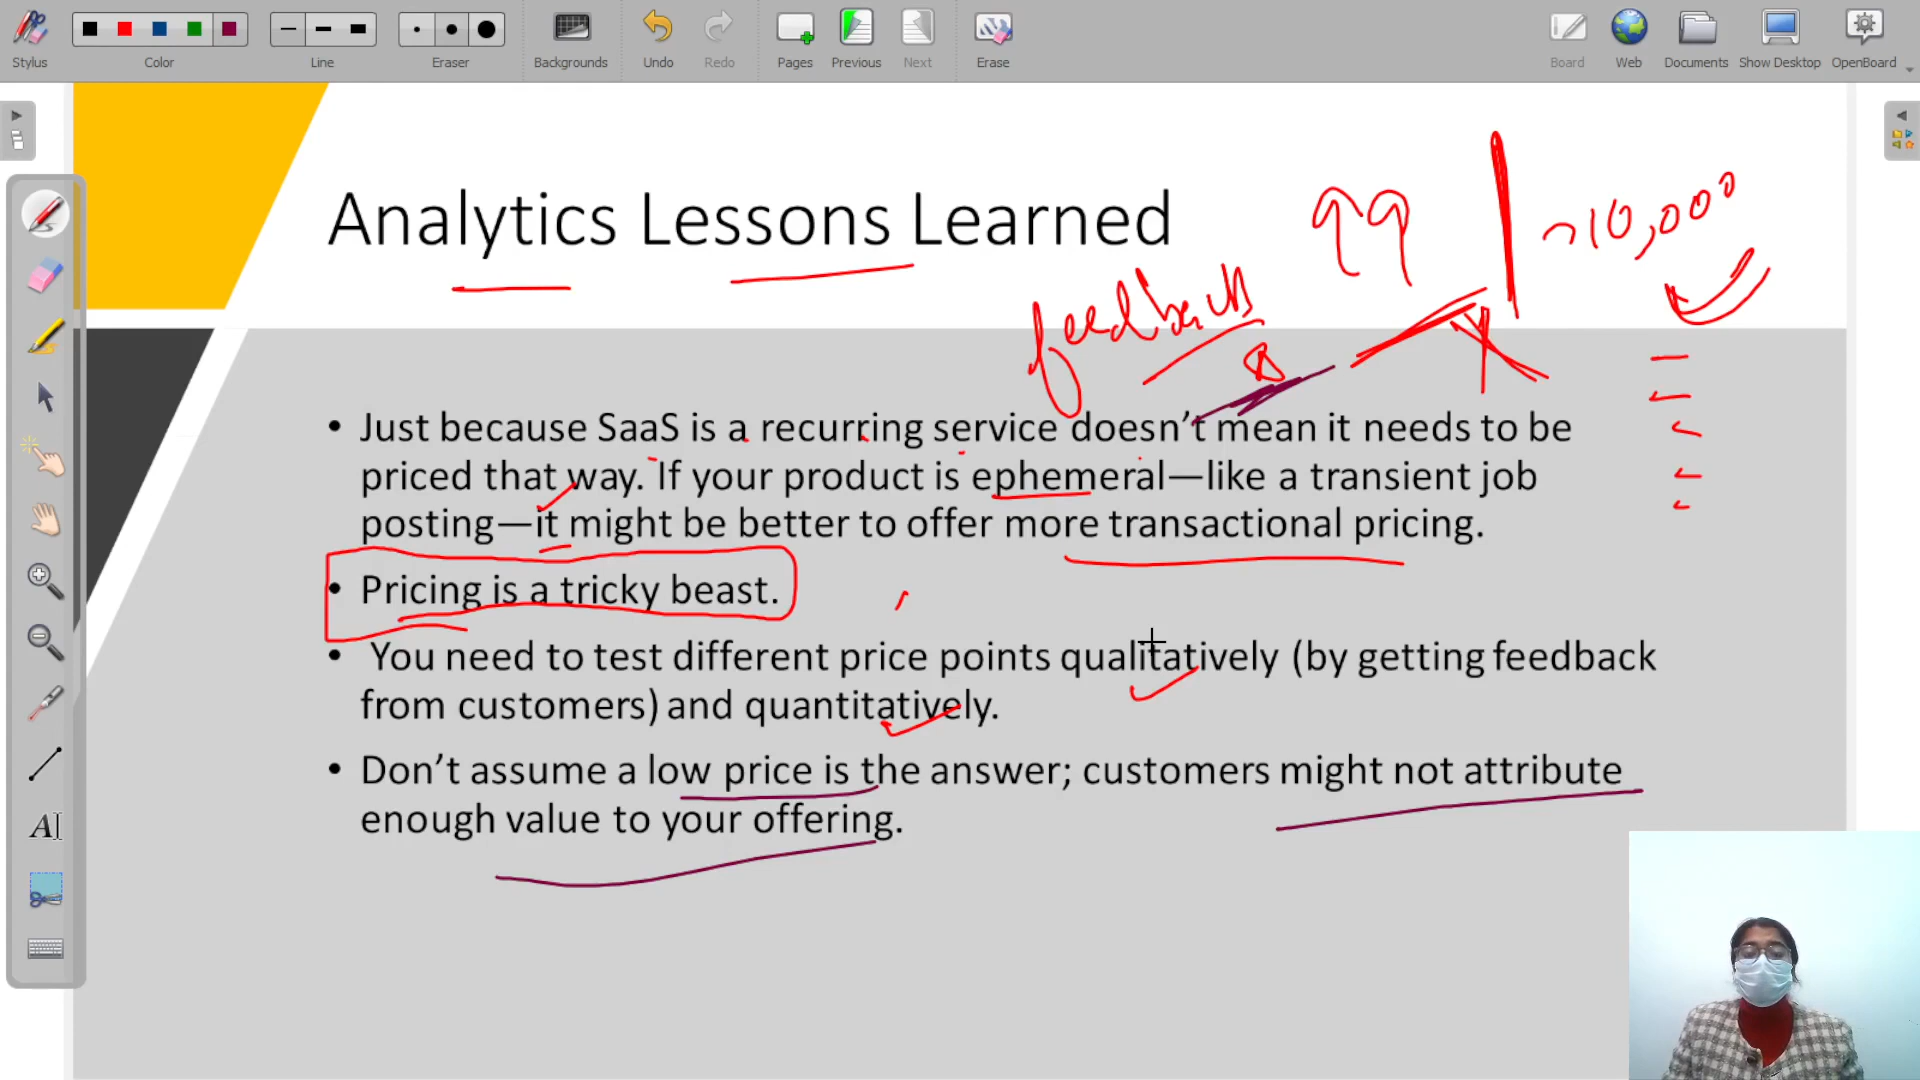 Stylus Color Line Eraser Backgrounds Undo Redo Pages Previous Next Erase Board Web Documents Show Desktop OpenBoard
Analytics Lessons Learned
99 ~10,000
feedback
• Just because SaaS is a recurring service doesn’t mean it needs to be
priced that way. If your product is ephemeral—like a transient job
posting—it might be better to offer more transactional pricing.
• Pricing is a tricky beast.
• You need to test different price points qualitatively (by getting feedback
from customers) and quantitatively.
• Don’t assume a low price is the answer; customers might not attribute
enough value to your offering.